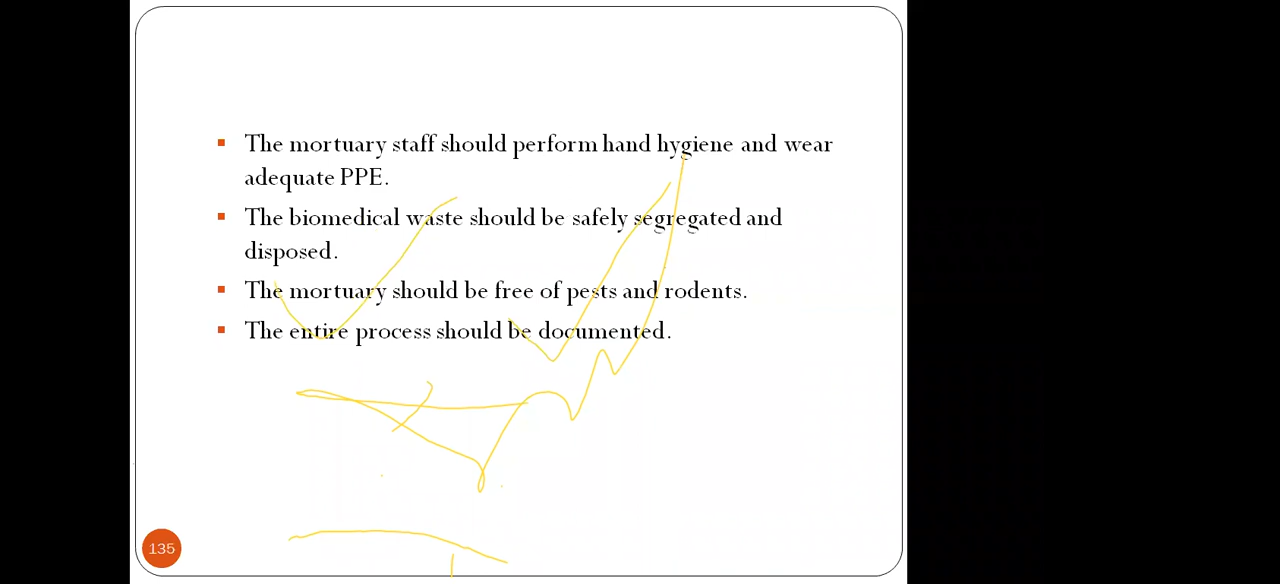 The mortuary staff should perform hand hygiene and wear
adequate PPE.
The biomedical waste should be safely segregated and
disposed.
The mortuary should be free of pests and rodents.
The entire process should be documented.
135